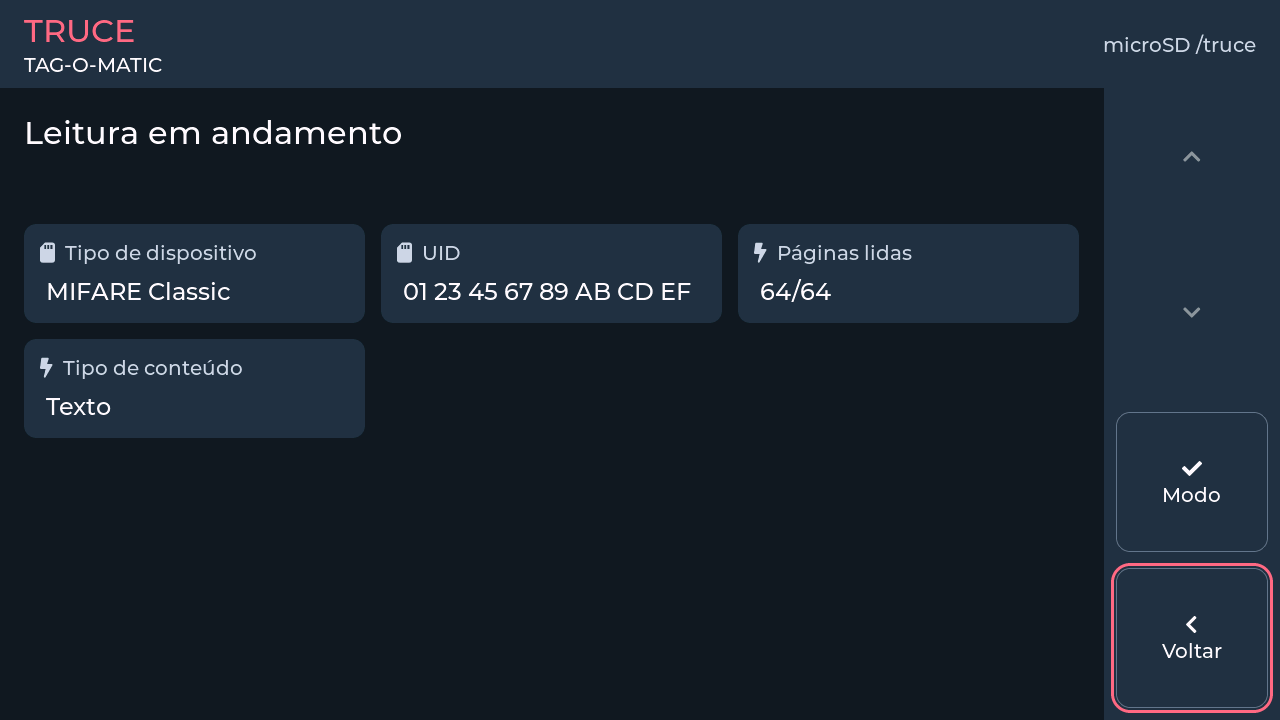 TRUCE
TAG-O-MATIC
microSD /truce
Leitura em andamento
Tipo de dispositivo
MIFARE Classic
UID
01 23 45 67 89 AB CD EF
Páginas lidas
64/64
Tipo de conteúdo
Texto
Modo
Voltar